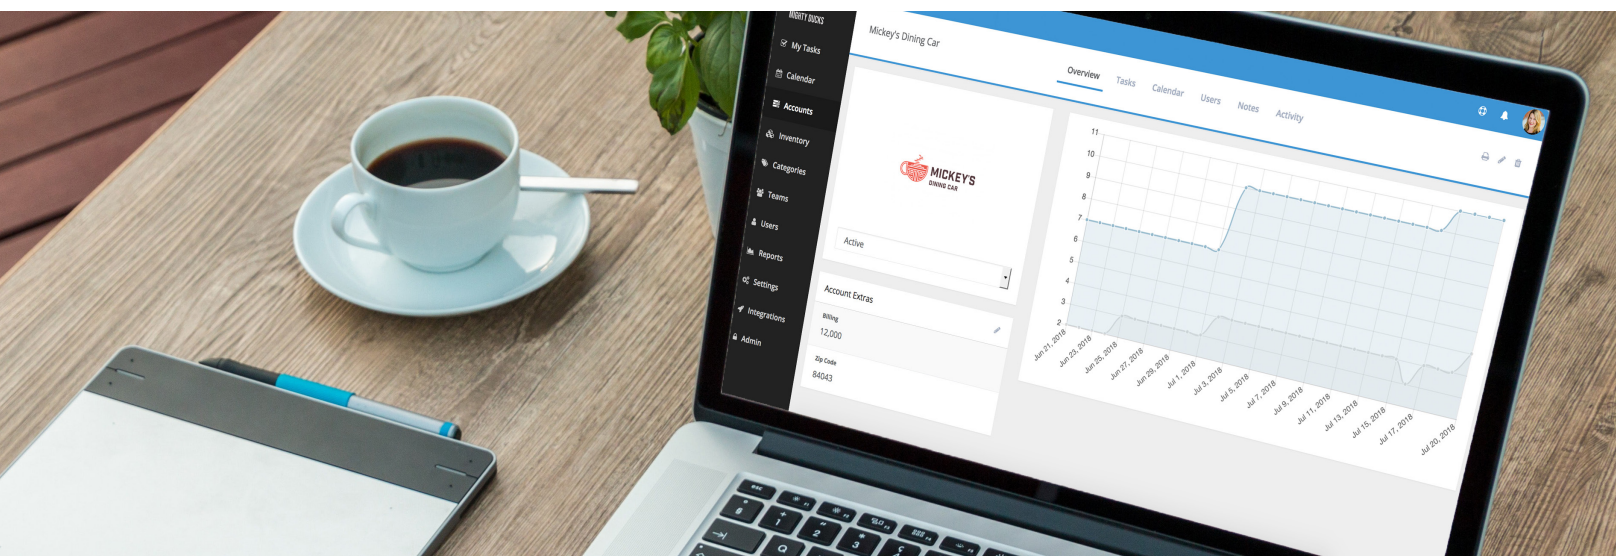 MIGHTY DUCKS
My Tasks
Calendar
Accounts
Inventory
Categories
Teams
Users
Reports
Settings
Integrations
Admin
Mickey's Dining Car
Overview Tasks Calendar Users Notes Activity
MICKEY'S
DINING CAR
Active
Account Extras
Billing
12,000
Zip Code
84043
11
10
9
8
7
6
5
4
3
2
Jun 21, 2018
Jun 23, 2018
Jun 25, 2018
Jun 27, 2018
Jun 29, 2018
Jul 1, 2018
Jul 3, 2018
Jul 5, 2018
Jul 7, 2018
Jul 9, 2018
Jul 11, 2018
Jul 13, 2018
Jul 15, 2018
Jul 17, 2018
Jul 20, 2018
esc
1
2
3
Q